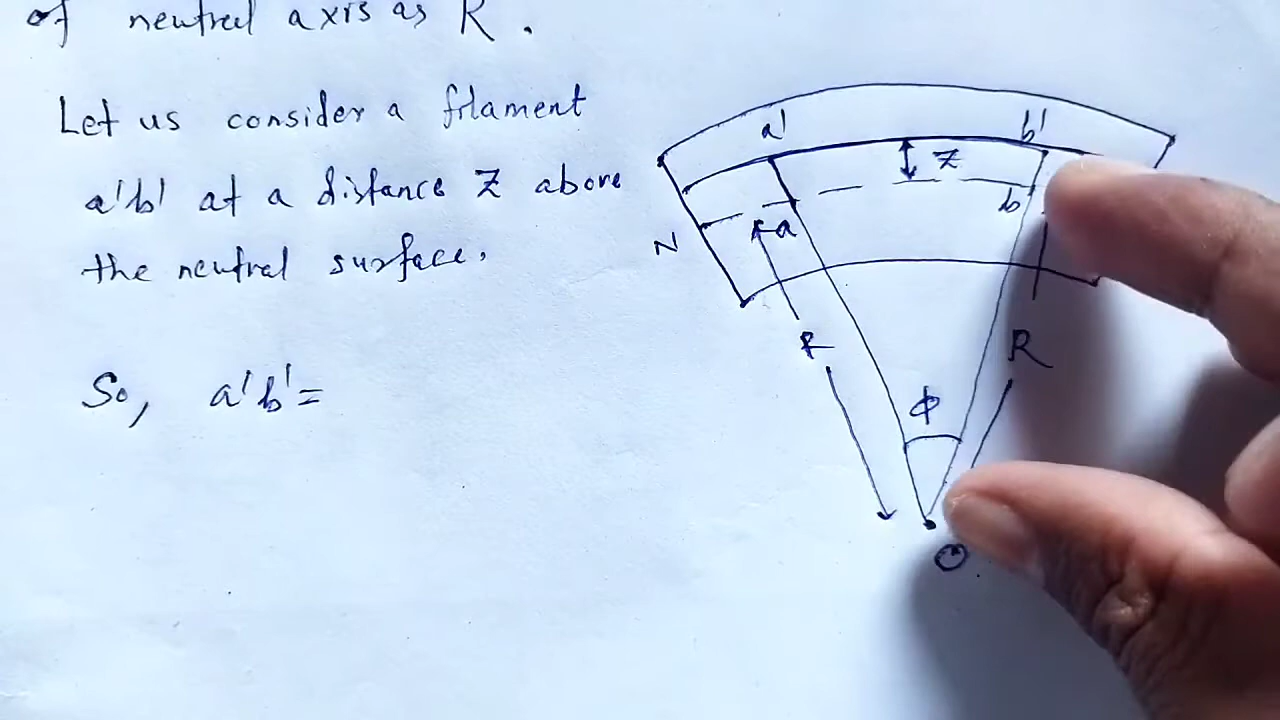 of neutral axis as R.
Let us consider a filament
a'b' at a distance Z above
the neutral surface.
So, a'b' =
a' b'
Z
b
N a
R R
Φ
O